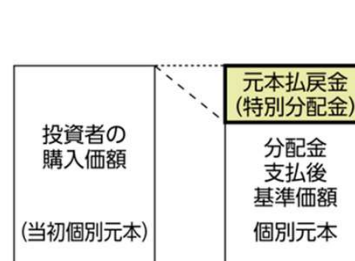 投資者の
購入価額
(当初個別元本)
元本払戻金
(特別分配金)
分配金
支払後
基準価額
個別元本